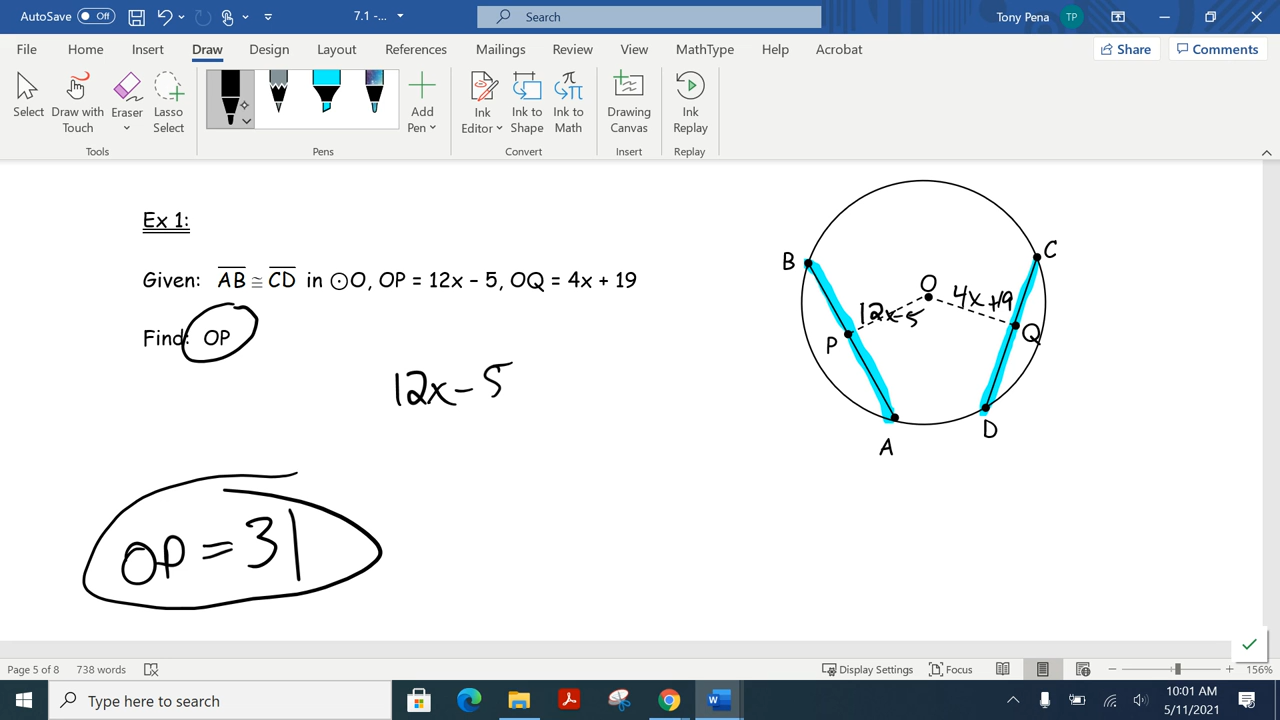 AutoSave Off 7.1 -... Search Tony Pena TP
File Home Insert Draw Design Layout References Mailings Review View MathType Help Acrobat Share Comments
Select Draw with Touch Eraser Lasso Select Add Pen Ink Editor Ink to Shape Ink to Math Drawing Canvas Ink Replay
Tools Pens Convert Insert Replay
Ex 1:
Given: AB ≅ CD in ⊙O, OP = 12x – 5, OQ = 4x + 19
Find: OP
12x – 5
OP = 31
B
C
O
12x – 5
4x + 19
P
Q
A
D
Page 5 of 8 738 words Display Settings Focus 156%
Type here to search 10:01 AM
5/11/2021